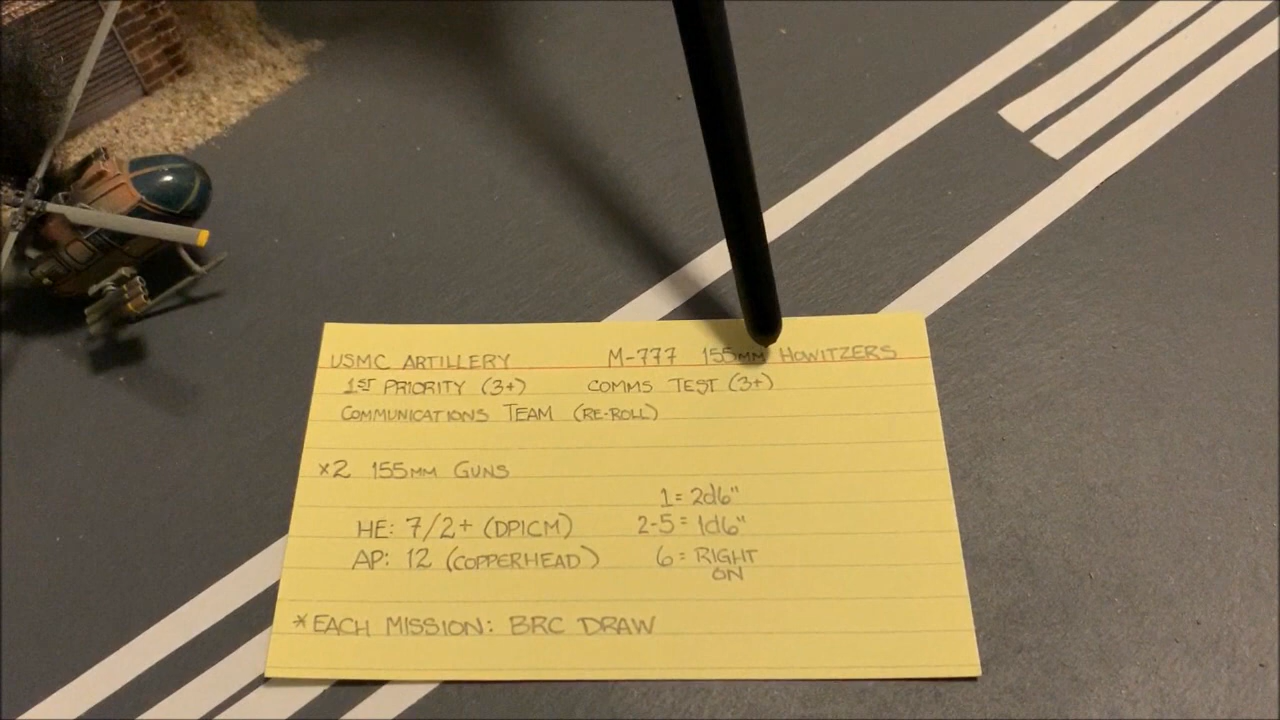 USMC ARTILLERY M-777 155MM HOWITZERS
1ST PRIORITY (3+) COMMS TEST (3+)
COMMUNICATIONS TEAM (RE-ROLL)
x2 155MM GUNS
1 = 2d6"
HE: 7/2+ (DPICM) 2-5 = 1d6"
AP: 12 (COPPERHEAD) 6 = RIGHT
ON
*EACH MISSION: BRC DRAW